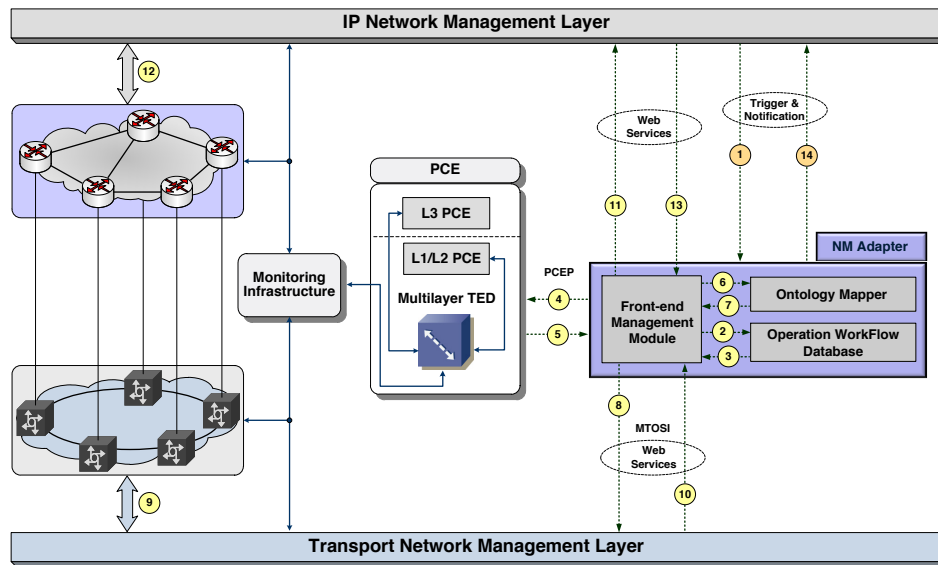 IP Network Management Layer
12
Web
Services
Trigger &
Notification
1
14
PCE
11
13
L3 PCE
NM Adapter
L1/L2 PCE
Monitoring
Infrastructure
PCEP
Multilayer TED
4
5
Front-end
Management
Module
6
7
2
3
Ontology Mapper
Operation WorkFlow
Database
8
MTOSI
Web
Services
10
9
Transport Network Management Layer